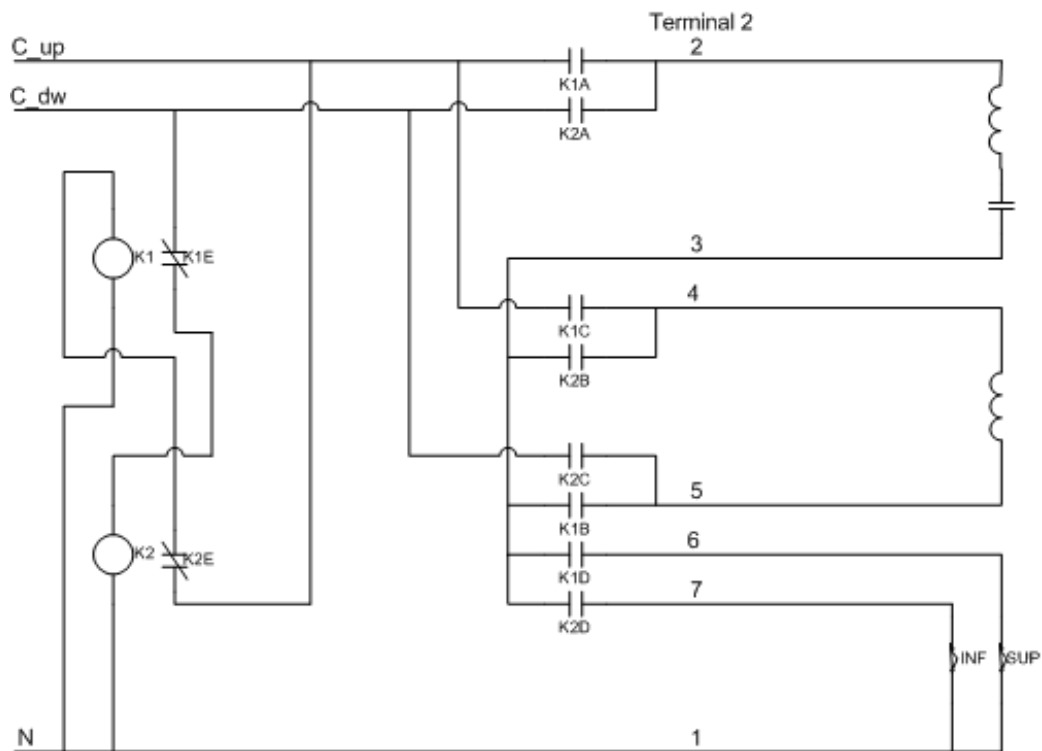 Terminal 2
C_up
2
K1A
C_dw
K2A
K1
K1E
3
4
K1C
K2B
K2C
5
K1B
K2
K2E
6
K1D
7
K2D
INF
SUP
N
1